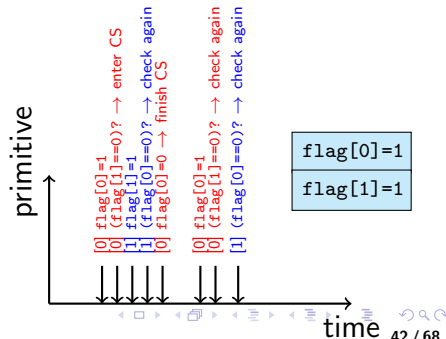 primitive
[0] flag[0]=1
[0] (flag[1]==0)? → enter CS
[1] flag[1]=1
[1] (flag[0]==0)? → check again
[0] flag[0]=0 → finish CS
[0] flag[0]=1
[0] (flag[1]==0)? → check again
[1] (flag[0]==0)? → check again
flag[0]=1
flag[1]=1
time
42 / 68